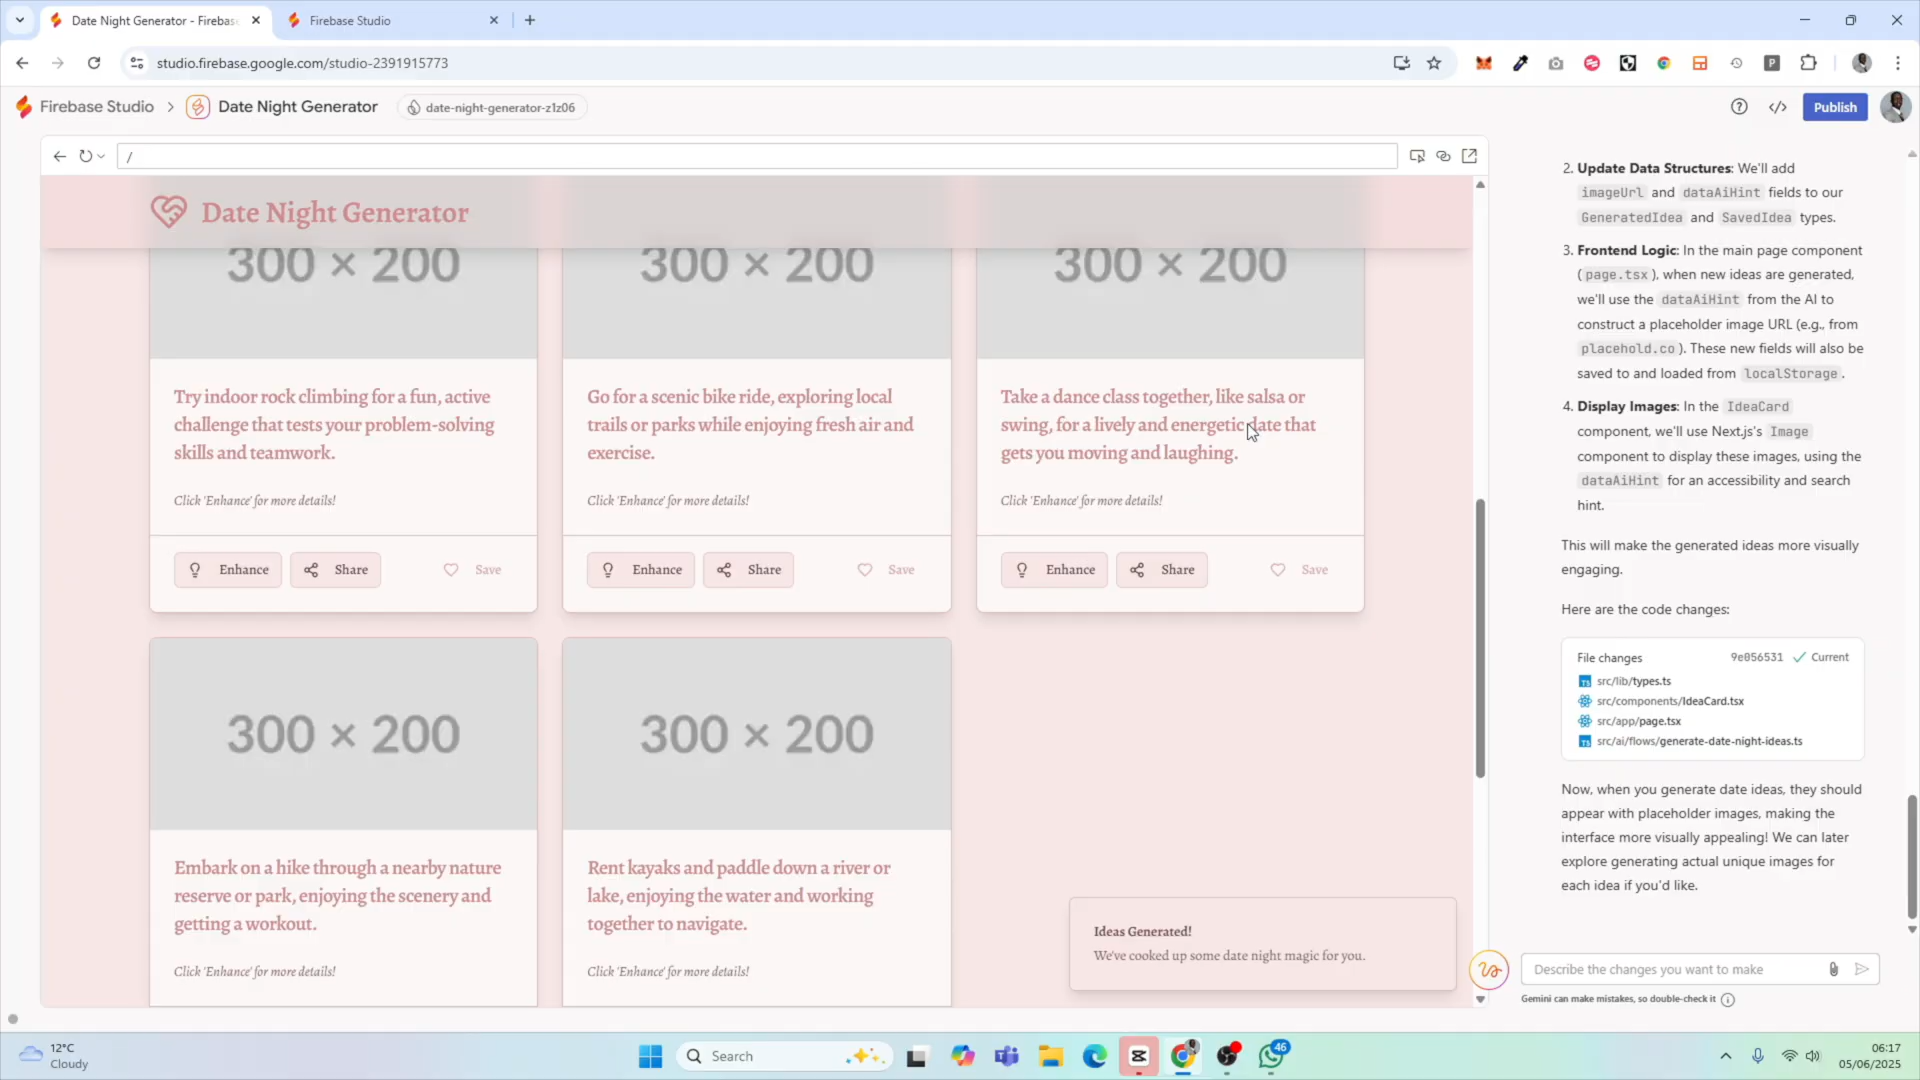 Date Night Generator - Firebase
Firebase Studio
studio.firebase.google.com/studio-2391915773
Firebase Studio
Date Night Generator
date-night-generator-z1z06
Publish
/
Date Night Generator
300 × 200
300 × 200
300 × 200
Try indoor rock climbing for a fun, active
challenge that tests your problem-solving
skills and teamwork.
Click 'Enhance' for more details!
Enhance
Share
Save
Go for a scenic bike ride, exploring local
trails or parks while enjoying fresh air and
exercise.
Click 'Enhance' for more details!
Enhance
Share
Save
Take a dance class together, like salsa or
swing, for a lively and energetic date that
gets you moving and laughing.
Click 'Enhance' for more details!
Enhance
Share
Save
300 × 200
Embark on a hike through a nearby nature
reserve or park, enjoying the scenery and
getting a workout.
Click 'Enhance' for more details!
300 × 200
Rent kayaks and paddle down a river or
lake, enjoying the water and working
together to navigate.
Click 'Enhance' for more details!
Ideas Generated!
We've cooked up some date night magic for you.
2. Update Data Structures: We'll add
imageUrl and dataAiHint fields to our
GeneratedIdea and SavedIdea types.
3. Frontend Logic: In the main page component
(page.tsx), when new ideas are generated,
we'll use the dataAiHint from the AI to
construct a placeholder image URL (e.g., from
placehold.co). These new fields will also be
saved to and loaded from localStorage.
4. Display Images: In the IdeaCard
component, we'll use Next.js's Image
component to display these images, using the
dataAiHint for an accessibility and search
hint.
This will make the generated ideas more visually
engaging.
Here are the code changes:
File changes 9e056531 Current
src/lib/types.ts
src/components/IdeaCard.tsx
src/app/page.tsx
src/ai/flows/generate-date-night-ideas.ts
Now, when you generate date ideas, they should
appear with placeholder images, making the
interface more visually appealing! We can later
explore generating actual unique images for
each idea if you'd like.
Describe the changes you want to make
Gemini can make mistakes, so double-check it
12°C
Cloudy
Search
46
06:17
05/06/2025